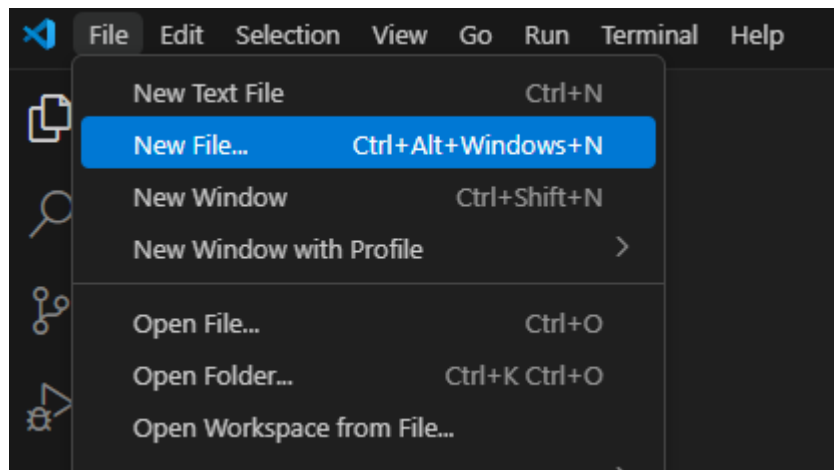 File Edit Selection View Go Run Terminal Help
New Text File Ctrl+N
New File... Ctrl+Alt+Windows+N
New Window Ctrl+Shift+N
New Window with Profile
Open File... Ctrl+O
Open Folder... Ctrl+K Ctrl+O
Open Workspace from File...